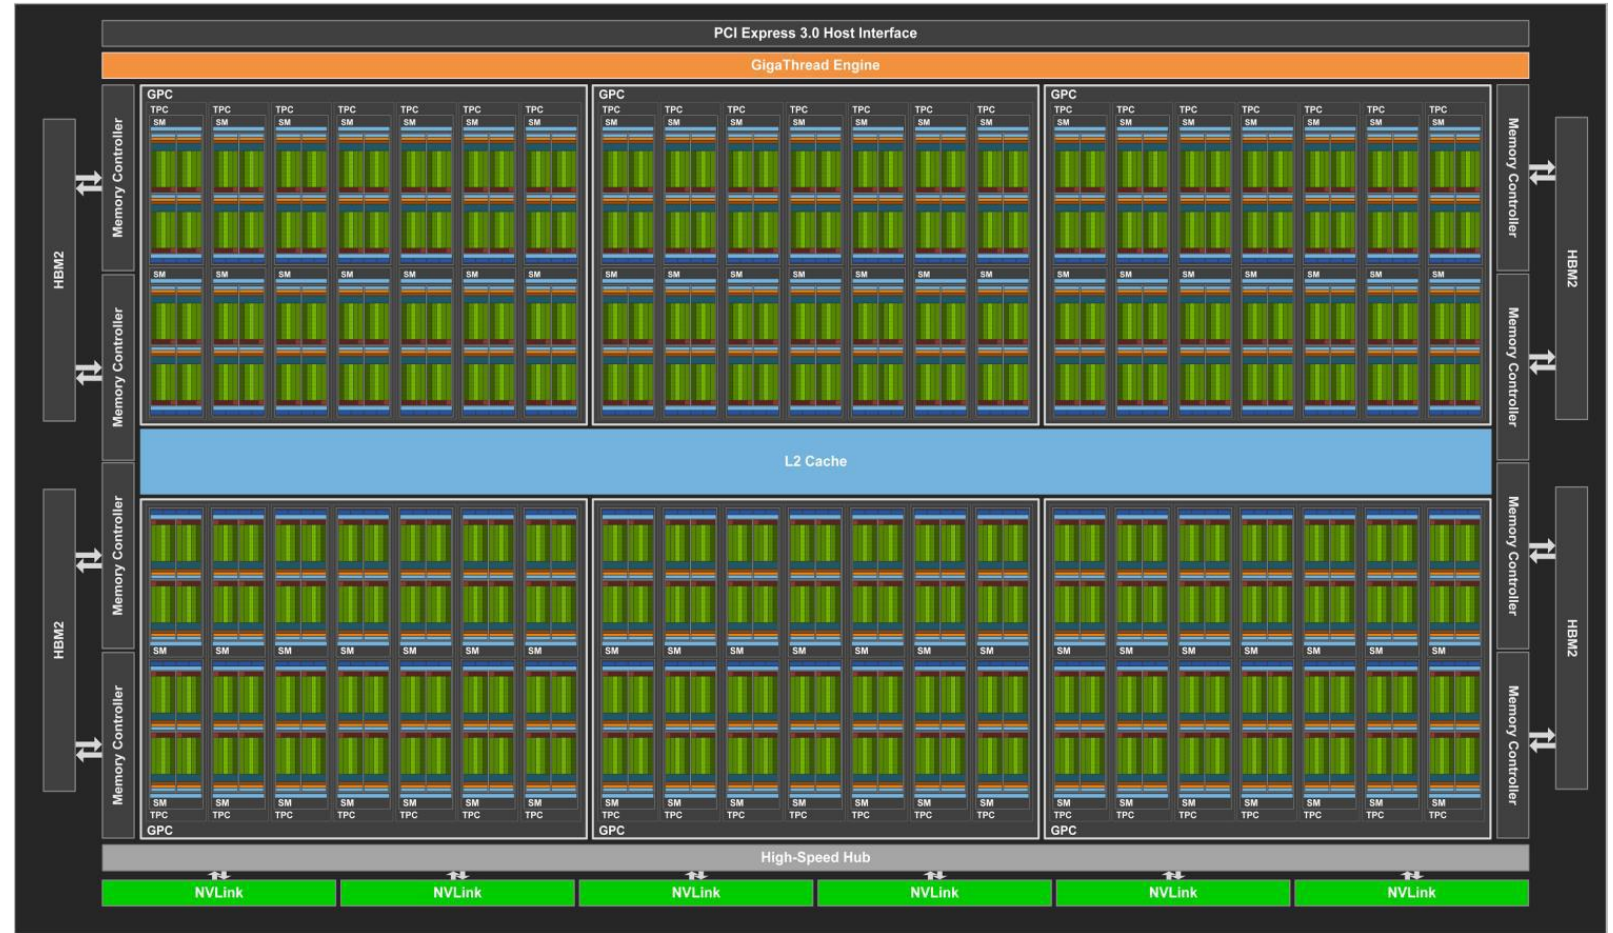 PCI Express 3.0 Host Interface
GigaThread Engine
GPC GPC GPC
TPC TPC TPC TPC TPC TPC TPC TPC TPC TPC TPC TPC TPC TPC TPC TPC TPC TPC TPC TPC TPC
SM SM SM SM SM SM SM SM SM SM SM SM SM SM SM SM SM SM SM SM SM
Memory Controller
Memory Controller
HBM2
HBM2
SM SM SM SM SM SM SM SM SM SM SM SM SM SM SM SM SM SM SM SM SM
Memory Controller
Memory Controller
L2 Cache
Memory Controller
Memory Controller
HBM2
HBM2
SM SM SM SM SM SM SM SM SM SM SM SM SM SM SM SM SM SM SM SM SM
Memory Controller
Memory Controller
SM SM SM SM SM SM SM SM SM SM SM SM SM SM SM SM SM SM SM SM SM
TPC TPC TPC TPC TPC TPC TPC TPC TPC TPC TPC TPC TPC TPC TPC TPC TPC TPC TPC TPC TPC
GPC GPC GPC
High-Speed Hub
NVLink NVLink NVLink NVLink NVLink NVLink